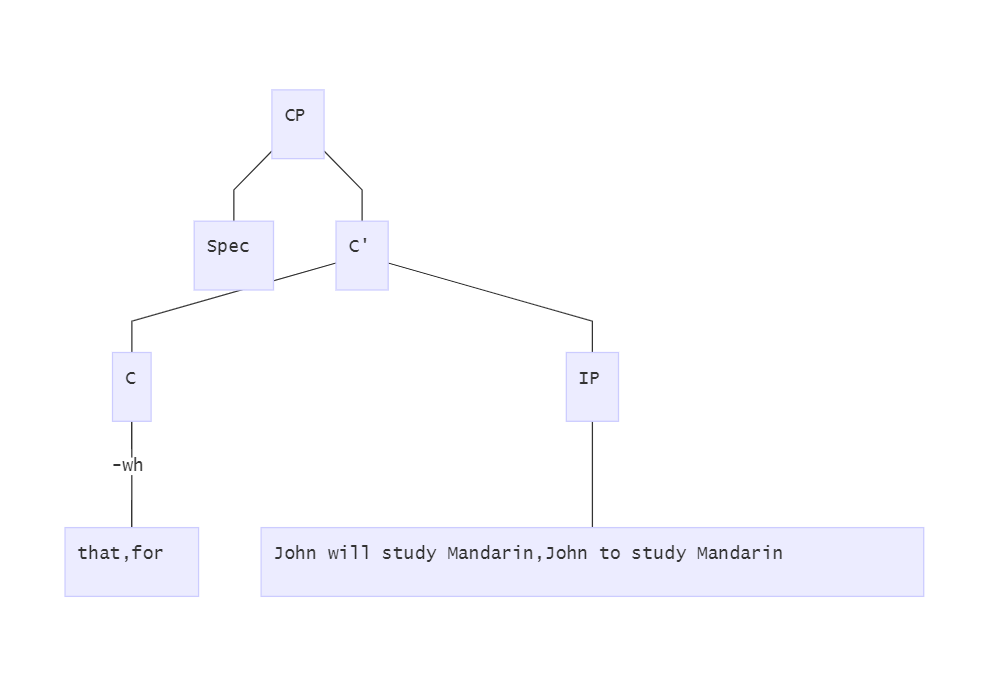 CP
Spec
C'
C
IP
-wh
that,for
John will study Mandarin,John to study Mandarin